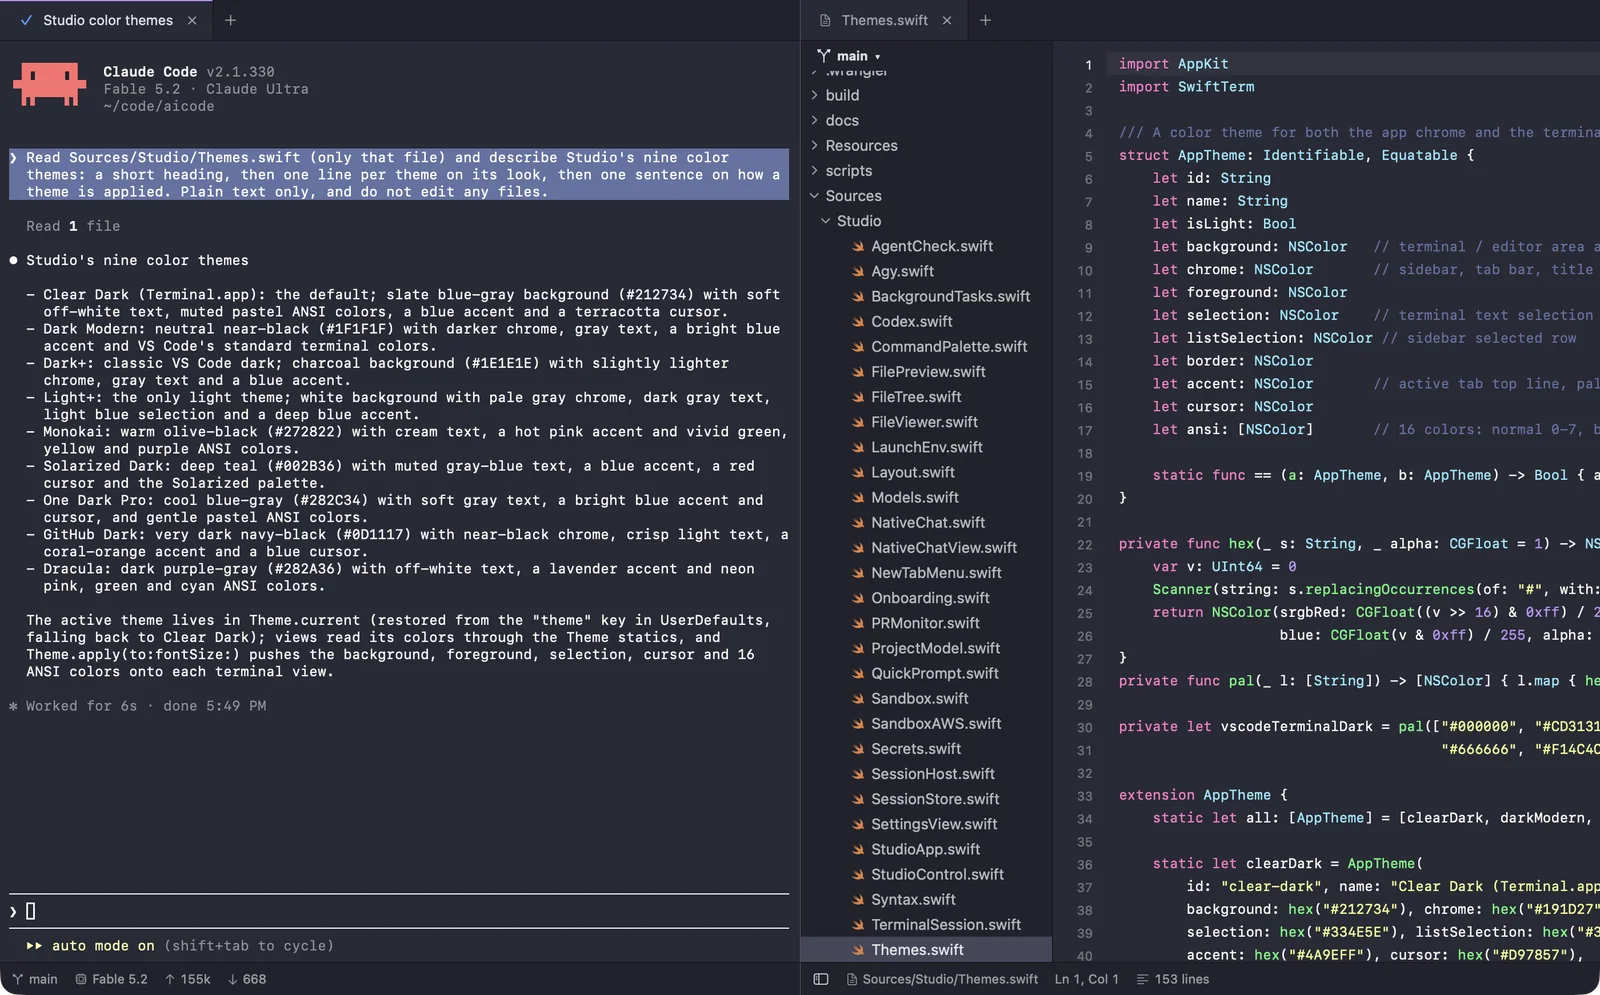 Studio color themes
Claude Code v2.1.330
Fable 5.2 · Claude Ultra
~/code/aicode
❯ Read Sources/Studio/Themes.swift (only that file) and describe Studio's nine color
themes: a short heading, then one line per theme on its look, then one sentence on how a
theme is applied. Plain text only, and do not edit any files.
Read 1 file
● Studio's nine color themes
– Clear Dark (Terminal.app): the default; slate blue-gray background (#212734) with soft
off-white text, muted pastel ANSI colors, a blue accent and a terracotta cursor.
– Dark Modern: neutral near-black (#1F1F1F) with darker chrome, gray text, a bright blue
accent and VS Code's standard terminal colors.
– Dark+: classic VS Code dark; charcoal background (#1E1E1E) with slightly lighter
chrome, gray text and a blue accent.
– Light+: the only light theme; white background with pale gray chrome, dark gray text,
light blue selection and a deep blue accent.
– Monokai: warm olive-black (#272822) with cream text, a hot pink accent and vivid green,
yellow and purple ANSI colors.
– Solarized Dark: deep teal (#002B36) with muted gray-blue text, a blue accent, a red
cursor and the Solarized palette.
– One Dark Pro: cool blue-gray (#282C34) with soft gray text, a bright blue accent and
cursor, and gentle pastel ANSI colors.
– GitHub Dark: very dark navy-black (#0D1117) with near-black chrome, crisp light text, a
coral-orange accent and a blue cursor.
– Dracula: dark purple-gray (#282A36) with off-white text, a lavender accent and neon
pink, green and cyan ANSI colors.
The active theme lives in Theme.current (restored from the "theme" key in UserDefaults,
falling back to Clear Dark); views read its colors through the Theme statics, and
Theme.apply(to:fontSize:) pushes the background, foreground, selection, cursor and 16
ANSI colors onto each terminal view.
✻ Worked for 6s · done 5:49 PM
❯
▸▸ auto mode on (shift+tab to cycle)
main Fable 5.2 ↑ 155k ↓ 668
Themes.swift
main
.wrangler
build
docs
Resources
scripts
Sources
Studio
AgentCheck.swift
Agy.swift
BackgroundTasks.swift
Codex.swift
CommandPalette.swift
FilePreview.swift
FileTree.swift
FileViewer.swift
LaunchEnv.swift
Layout.swift
Models.swift
NativeChat.swift
NativeChatView.swift
NewTabMenu.swift
Onboarding.swift
PRMonitor.swift
ProjectModel.swift
QuickPrompt.swift
Sandbox.swift
SandboxAWS.swift
Secrets.swift
SessionHost.swift
SessionStore.swift
SettingsView.swift
StudioApp.swift
StudioControl.swift
Syntax.swift
TerminalSession.swift
Themes.swift
1 import AppKit
2 import SwiftTerm
3
4 /// A color theme for both the app chrome and the termina
5 struct AppTheme: Identifiable, Equatable {
6 let id: String
7 let name: String
8 let isLight: Bool
9 let background: NSColor // terminal / editor area a
10 let chrome: NSColor // sidebar, tab bar, title
11 let foreground: NSColor
12 let selection: NSColor // terminal text selection
13 let listSelection: NSColor // sidebar selected row
14 let border: NSColor
15 let accent: NSColor // active tab top line, pal
16 let cursor: NSColor
17 let ansi: [NSColor] // 16 colors: normal 0-7, b
18
19 static func == (a: AppTheme, b: AppTheme) -> Bool { a
20 }
21
22 private func hex(_ s: String, _ alpha: CGFloat = 1) -> NS
23 var v: UInt64 = 0
24 Scanner(string: s.replacingOccurrences(of: "#", with:
25 return NSColor(srgbRed: CGFloat((v >> 16) & 0xff) / 2
26 blue: CGFloat(v & 0xff) / 255, alpha:
27 }
28 private func pal(_ l: [String]) -> [NSColor] { l.map { he
29
30 private let vscodeTerminalDark = pal(["#000000", "#CD3131
31 "#666666", "#F14C4C
32
33 extension AppTheme {
34 static let all: [AppTheme] = [clearDark, darkModern,
35
36 static let clearDark = AppTheme(
37 id: "clear-dark", name: "Clear Dark (Terminal.app
38 background: hex("#212734"), chrome: hex("#191D27"
39 selection: hex("#334E5E"), listSelection: hex("#3
40 accent: hex("#4A9EFF"), cursor: hex("#D97857"),
Sources/Studio/Themes.swift Ln 1, Col 1 153 lines